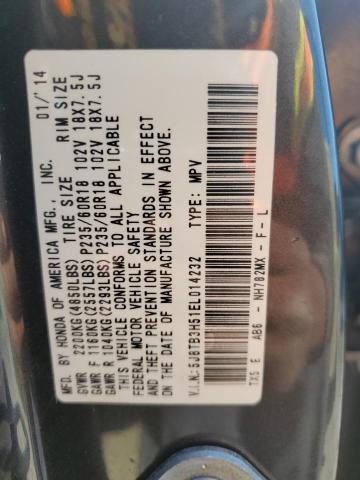 MFD. BY HONDA OF AMERICA MFG., INC. 01/'14
TIRE SIZE RIM SIZE
GVWR 2200KG(4850LBS)
GAWR F 1160KG(2557LBS) P235/60R18 102V 18X7.5J
GAWR R 1040KG(2293LBS) P235/60R18 102V 18X7.5J
THIS VEHICLE CONFORMS TO ALL APPLICABLE
FEDERAL MOTOR VEHICLE SAFETY, BUMPER,
AND THEFT PREVENTION STANDARDS IN EFFECT
ON THE DATE OF MANUFACTURE SHOWN ABOVE.
V.I.N.:5J8TB3H51EL014232 TYPE: MPV
TX5 E AB6 - NH782MX - F - L